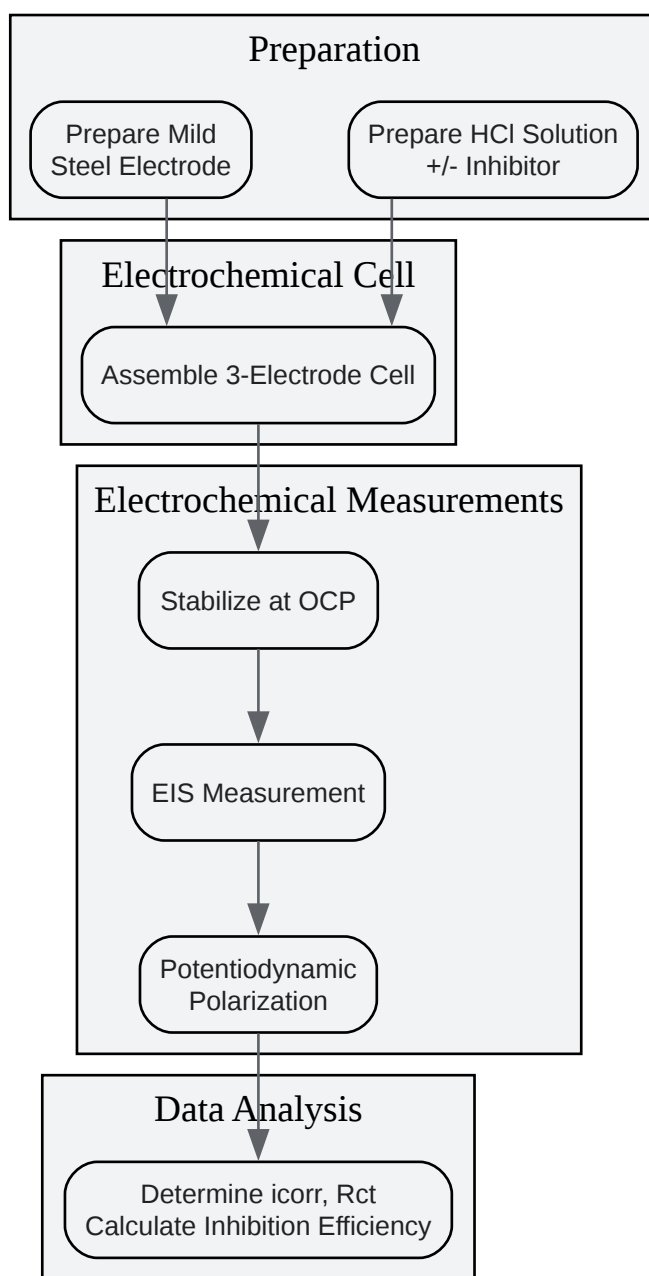 Preparation
Prepare Mild
Steel Electrode
Prepare HCl Solution
+/- Inhibitor
Electrochemical Cell
Assemble 3-Electrode Cell
Electrochemical Measurements
Stabilize at OCP
EIS Measurement
Potentiodynamic
Polarization
Data Analysis
Determine icorr, Rct
Calculate Inhibition Efficiency